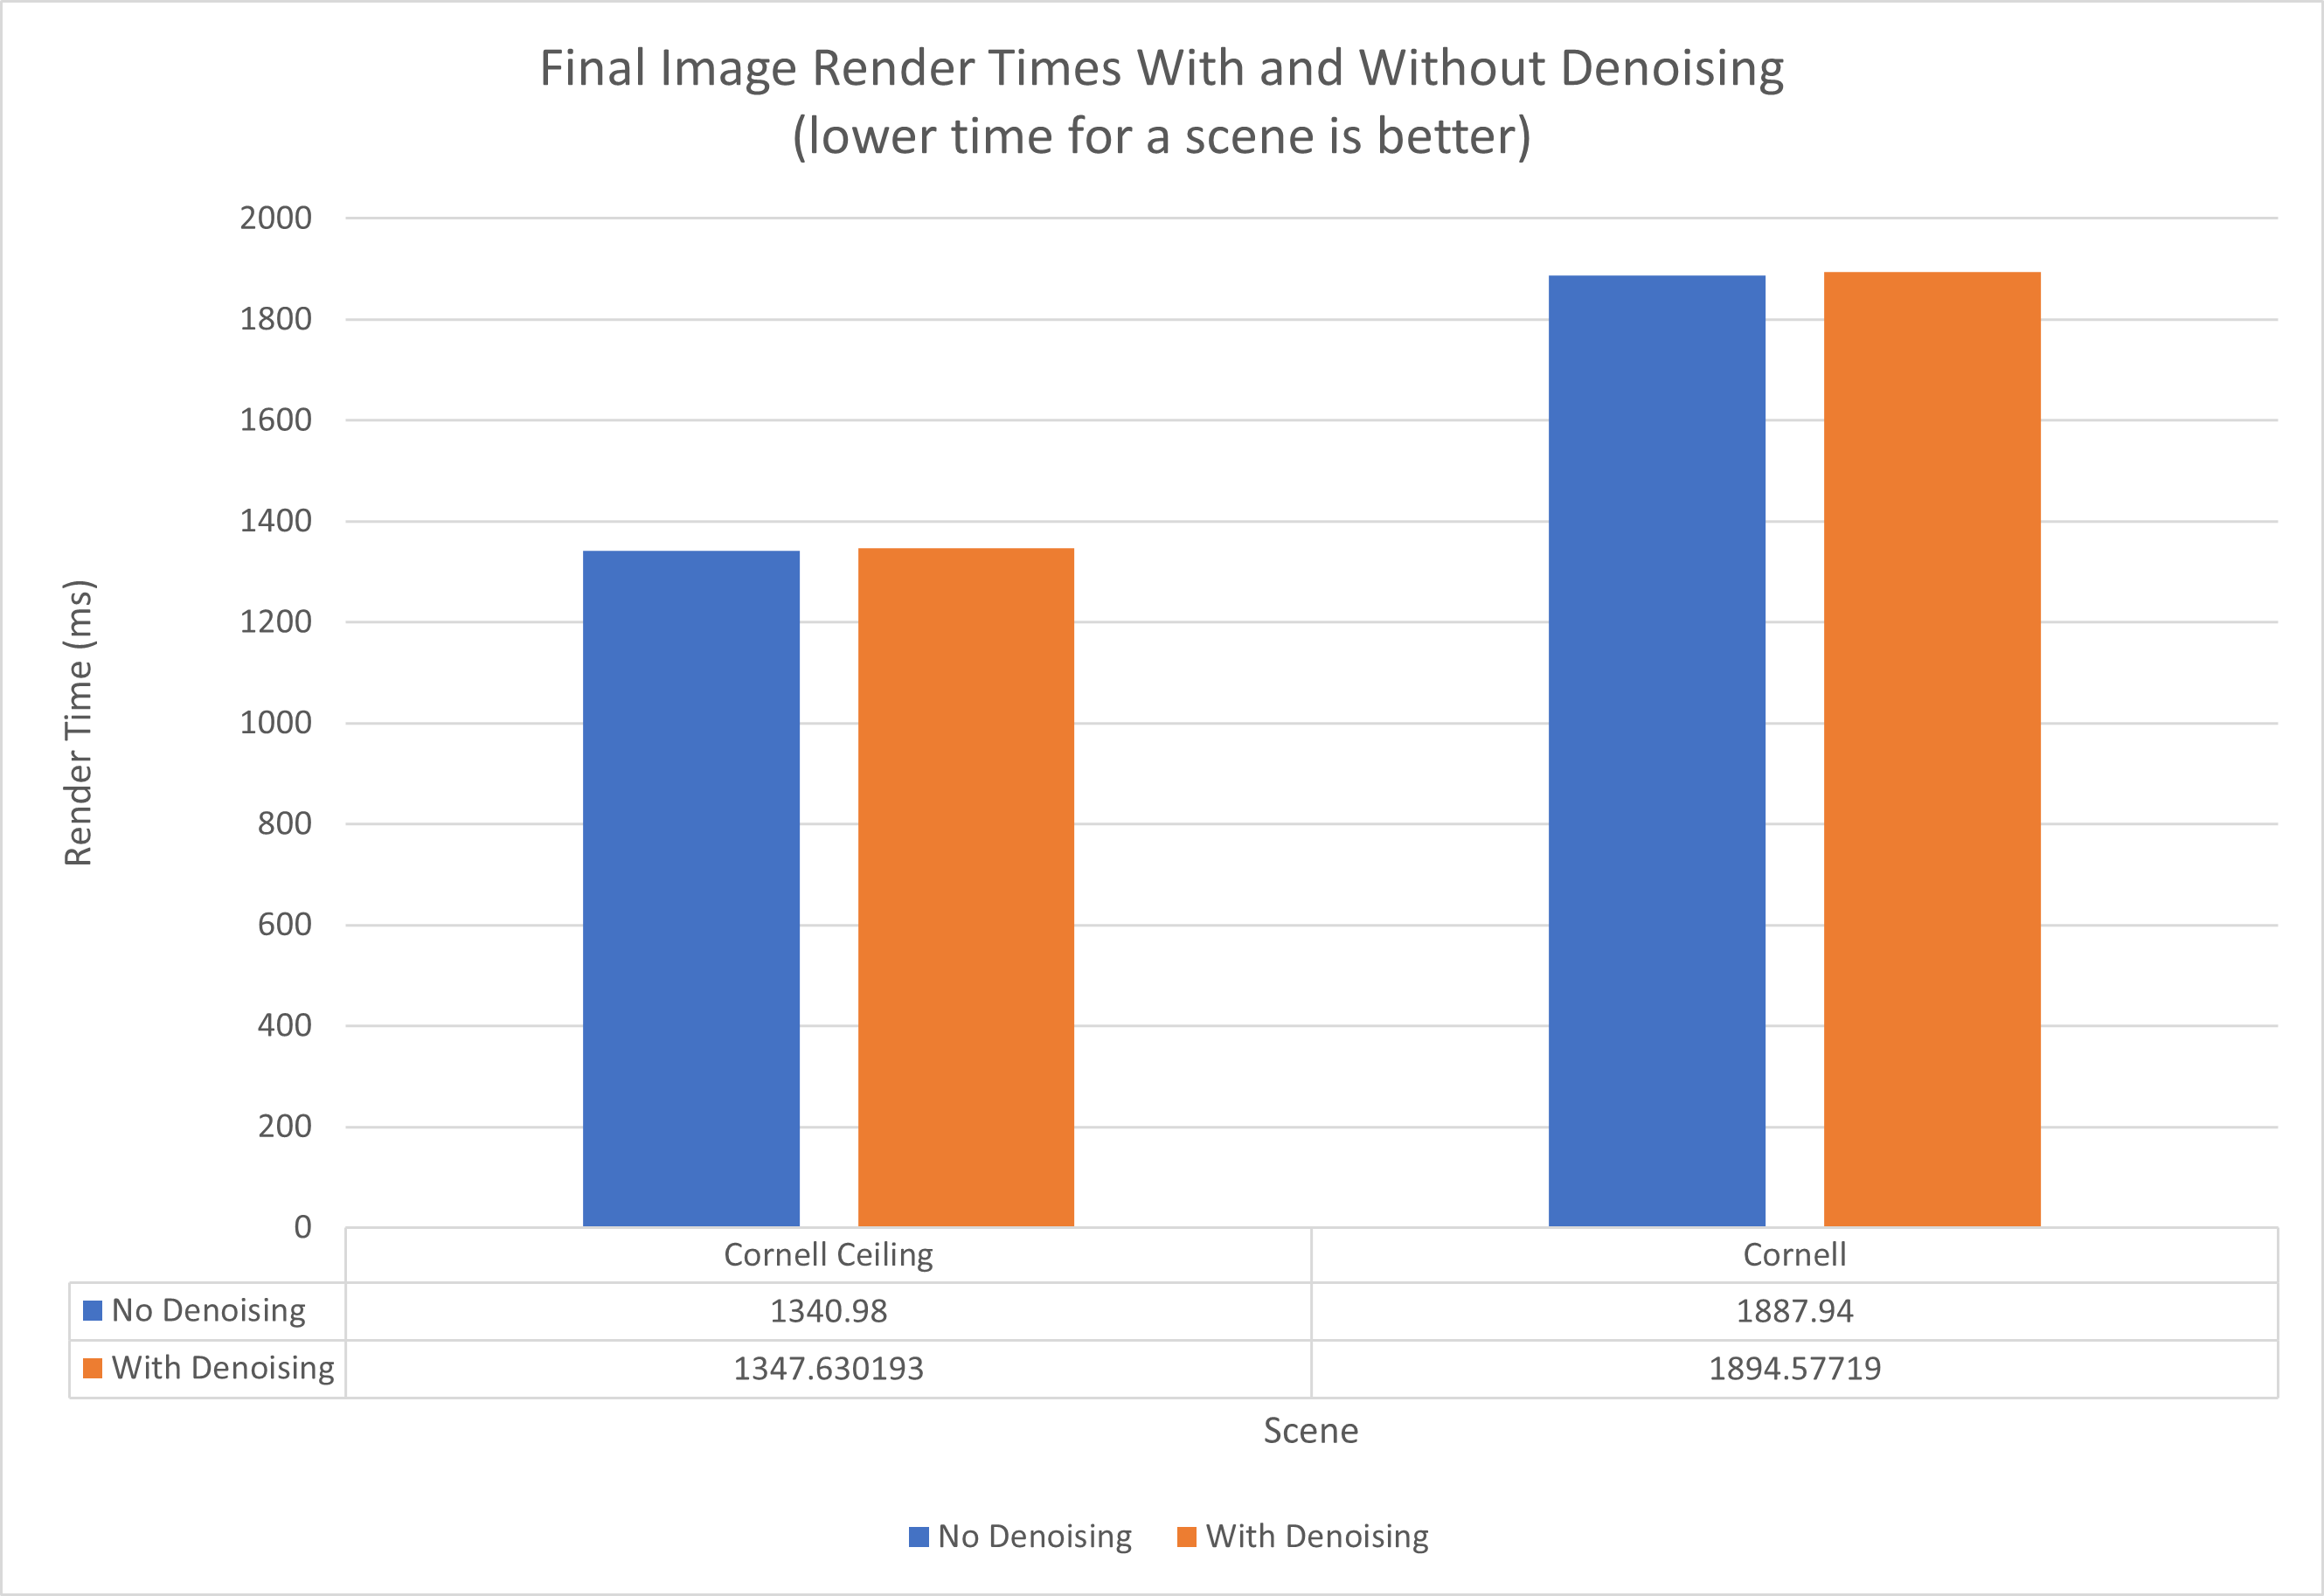 Final Image Render Times With and Without Denoising
(lower time for a scene is better)
2000
1800
1600
1400
1200
1000
800
600
400
200
0
Render Time (ms)
Cornell Ceiling Cornell
No Denoising 1340.98 1887.94
With Denoising 1347.630193 1894.57719
Scene
No Denoising With Denoising